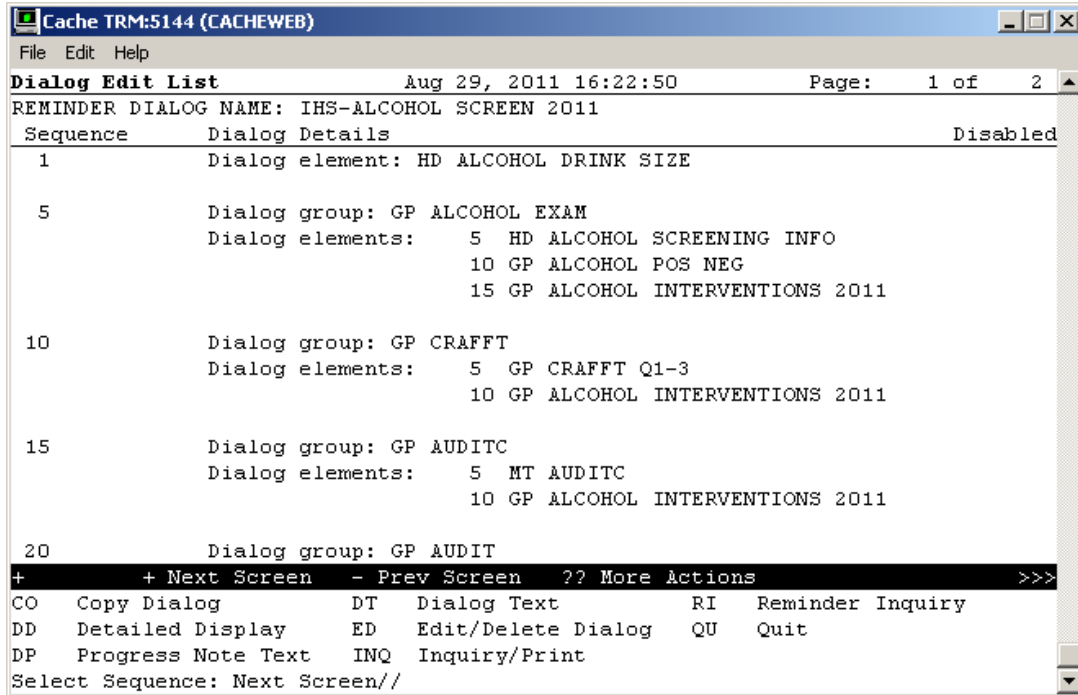 Cache TRM:5144 (CACHEWEB)
File Edit Help
Dialog Edit List Aug 29, 2011 16:22:50 Page: 1 of 2
REMINDER DIALOG NAME: IHS-ALCOHOL SCREEN 2011
Sequence Dialog Details Disabled
1 Dialog element: HD ALCOHOL DRINK SIZE
5 Dialog group: GP ALCOHOL EXAM
Dialog elements: 5 HD ALCOHOL SCREENING INFO
10 GP ALCOHOL POS NEG
15 GP ALCOHOL INTERVENTIONS 2011
10 Dialog group: GP CRAFFT
Dialog elements: 5 GP CRAFFT Q1-3
10 GP ALCOHOL INTERVENTIONS 2011
15 Dialog group: GP AUDITC
Dialog elements: 5 MT AUDITC
10 GP ALCOHOL INTERVENTIONS 2011
20 Dialog group: GP AUDIT
+ + Next Screen - Prev Screen ?? More Actions >>>
CO Copy Dialog DT Dialog Text RI Reminder Inquiry
DD Detailed Display ED Edit/Delete Dialog QU Quit
DP Progress Note Text INQ Inquiry/Print
Select Sequence: Next Screen//